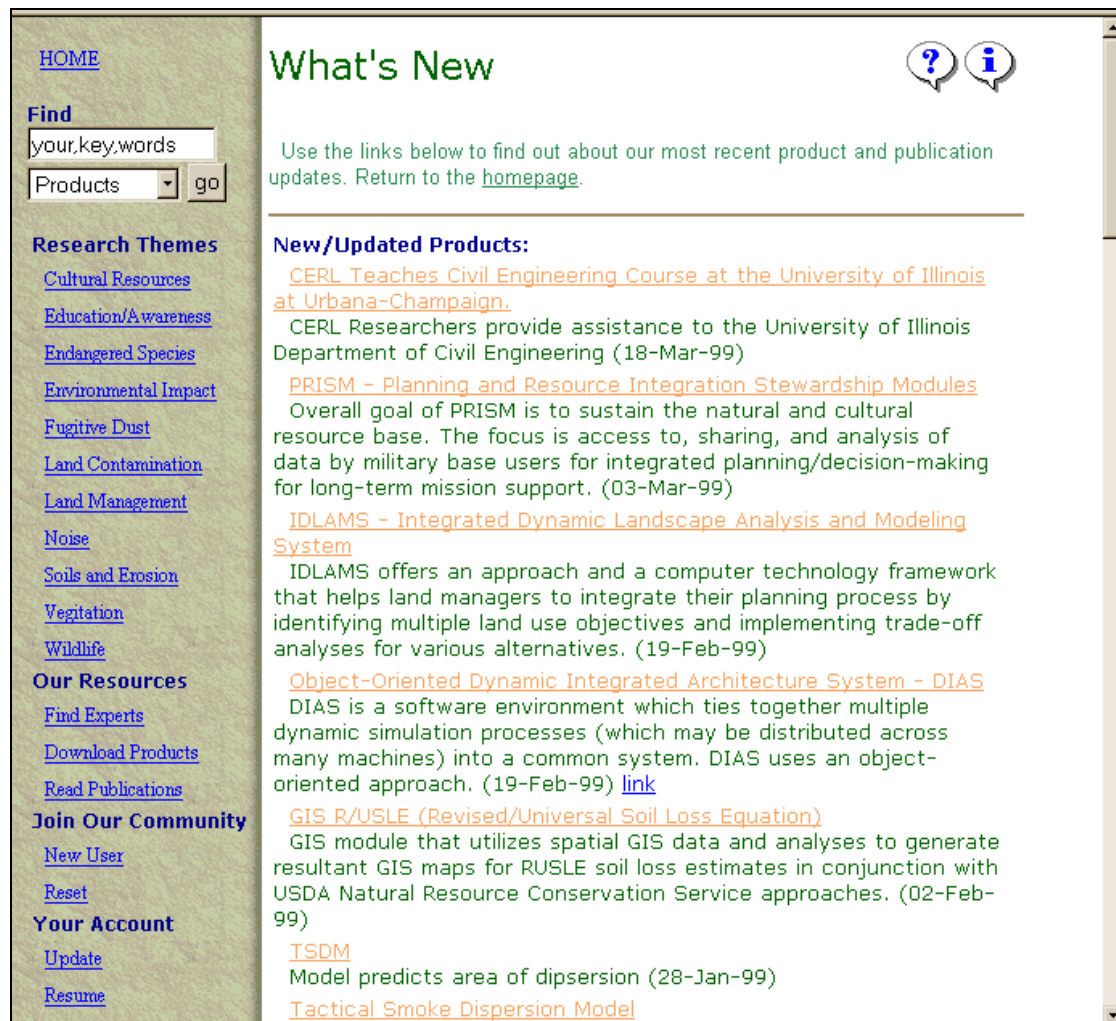 HOME
Find
your,key,words
Products go
Research Themes
Cultural Resources
Education/Awareness
Endangered Species
Environmental Impact
Fugitive Dust
Land Contamination
Land Management
Noise
Soils and Erosion
Vegitation
Wildlife
Our Resources
Find Experts
Download Products
Read Publications
Join Our Community
New User
Reset
Your Account
Update
Resume
What's New
? i
Use the links below to find out about our most recent product and publication
updates. Return to the homepage.
New/Updated Products:
CERL Teaches Civil Engineering Course at the University of Illinois
at Urbana-Champaign.
CERL Researchers provide assistance to the University of Illinois
Department of Civil Engineering (18-Mar-99)
PRISM - Planning and Resource Integration Stewardship Modules
Overall goal of PRISM is to sustain the natural and cultural
resource base. The focus is access to, sharing, and analysis of
data by military base users for integrated planning/decision-making
for long-term mission support. (03-Mar-99)
IDLAMS - Integrated Dynamic Landscape Analysis and Modeling
System
IDLAMS offers an approach and a computer technology framework
that helps land managers to integrate their planning process by
identifying multiple land use objectives and implementing trade-off
analyses for various alternatives. (19-Feb-99)
Object-Oriented Dynamic Integrated Architecture System - DIAS
DIAS is a software environment which ties together multiple
dynamic simulation processes (which may be distributed across
many machines) into a common system. DIAS uses an object-
oriented approach. (19-Feb-99) link
GIS R/USLE (Revised/Universal Soil Loss Equation)
GIS module that utilizes spatial GIS data and analyses to generate
resultant GIS maps for RUSLE soil loss estimates in conjunction with
USDA Natural Resource Conservation Service approaches. (02-Feb-
99)
TSDM
Model predicts area of dipsersion (28-Jan-99)
Tactical Smoke Dispersion Model